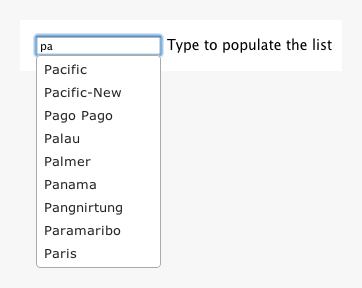 pa Type to populate the list
Pacific
Pacific-New
Pago Pago
Palau
Palmer
Panama
Pangnirtung
Paramaribo
Paris